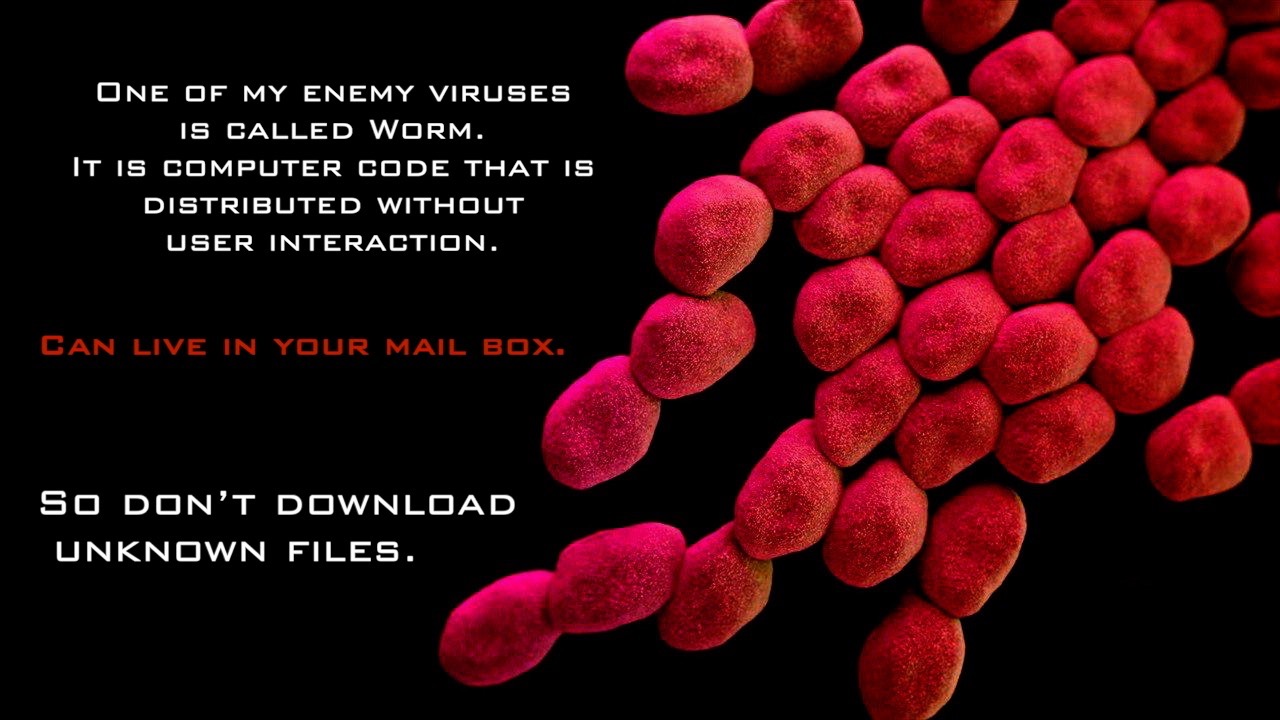 One of my enemy viruses
is called Worm.
It is computer code that is
distributed without
user interaction.
Can live in your mail box.
So don’t download
unknown files.